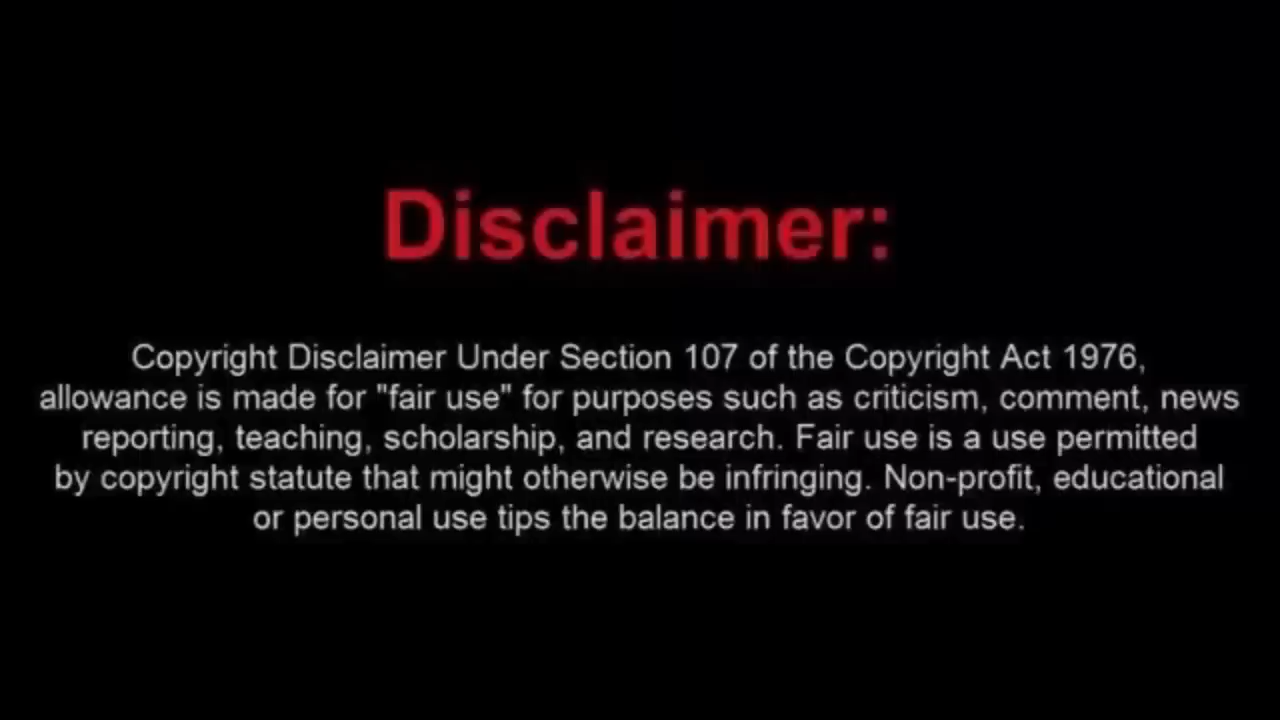 Disclaimer:
Copyright Disclaimer Under Section 107 of the Copyright Act 1976,
allowance is made for "fair use" for purposes such as criticism, comment, news
reporting, teaching, scholarship, and research. Fair use is a use permitted
by copyright statute that might otherwise be infringing. Non-profit, educational
or personal use tips the balance in favor of fair use.